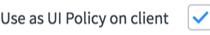 Use as UI Policy on client